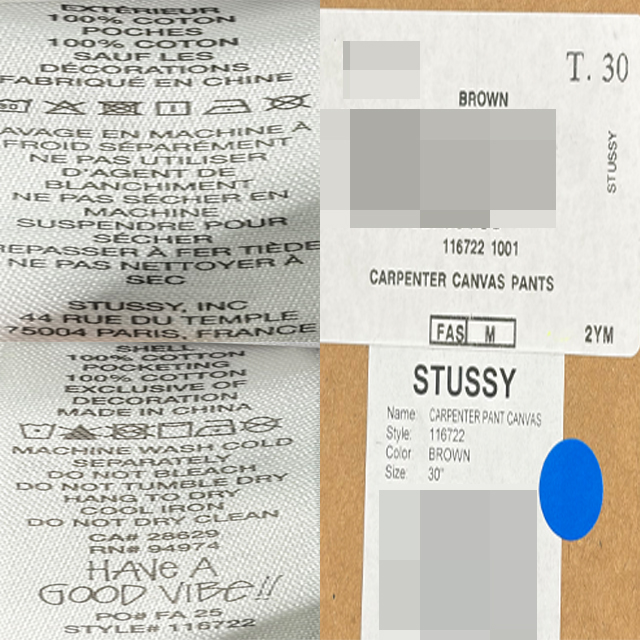 EXTÉRIEUR
100% COTON
POCHES
100% COTON
SAUF LES
DÉCORATIONS
FABRIQUÉ EN CHINE
AVAGE EN MACHINE À
FROID SÉPARÉMENT
NE PAS UTILISER
D'AGENT DE
BLANCHIMENT
NE PAS SÉCHER EN
MACHINE
SUSPENDRE POUR
SÉCHER
REPASSER À FER TIÈDE
NE PAS NETTOYER À
SEC
STUSSY, INC
44 RUE DU TEMPLE
75004 PARIS, FRANCE
SHELL
100% COTTON
POCKETING
100% COTTON
EXCLUSIVE OF
DECORATION
MADE IN CHINA
MACHINE WASH COLD
SEPARATELY
DO NOT BLEACH
DO NOT TUMBLE DRY
HANG TO DRY
COOL IRON
DO NOT DRY CLEAN
CA# 28629
RN# 94974
HAVE A
GOOD VIBE!!
PO# FA 25
STYLE# 116722
T. 30
BROWN
STUSSY
116722 1001
CARPENTER CANVAS PANTS
FAS M
2YM
STUSSY
Name: CARPENTER PANT CANVAS
Style: 116722
Color: BROWN
Size: 30"